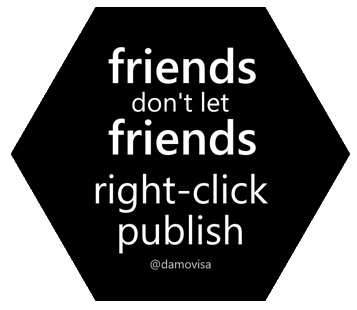 friends
don't let
friends
right-click
publish
@damovisa